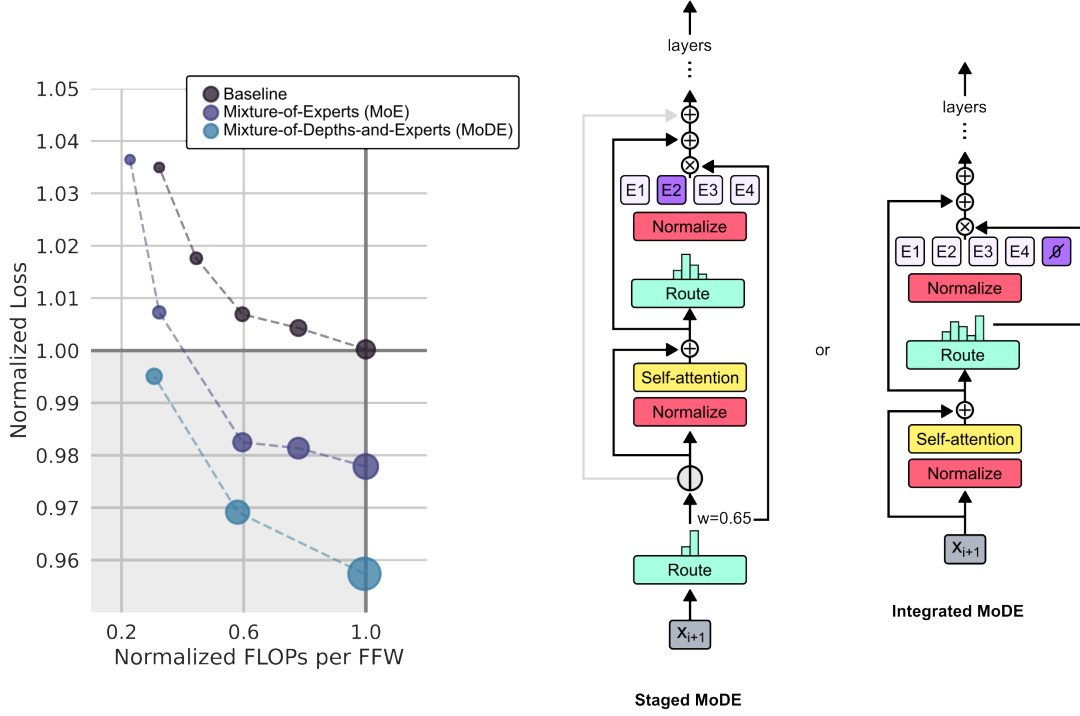 1.05
1.04
1.03
1.02
1.01
1.00
0.99
0.98
0.97
0.96
Normalized Loss
0.2 0.6 1.0
Normalized FLOPs per FFW
Baseline
Mixture-of-Experts (MoE)
Mixture-of-Depths-and-Experts (MoDE)
layers
E1 E2 E3 E4
Normalize
Route
Self-attention
Normalize
w=0.65
Route
xi+1
Staged MoDE
or
layers
E1 E2 E3 E4 0
Normalize
Route
Self-attention
Normalize
xi+1
Integrated MoDE